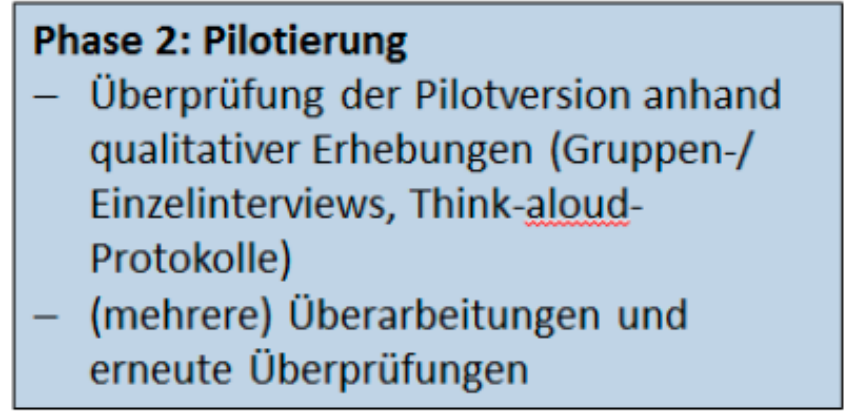 Phase 2: Pilotierung
– Überprüfung der Pilotversion anhand
qualitativer Erhebungen (Gruppen-/
Einzelinterviews, Think-aloud-
Protokolle)
– (mehrere) Überarbeitungen und
erneute Überprüfungen